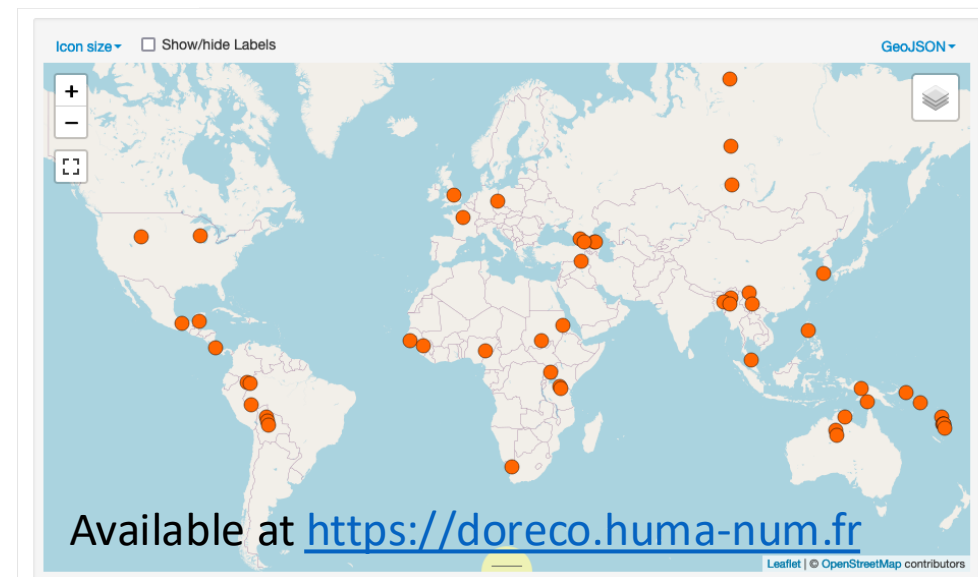 Icon size Show/hide Labels GeoJSON
+
−
Available at https://doreco.huma-num.fr
Leaflet | © OpenStreetMap contributors